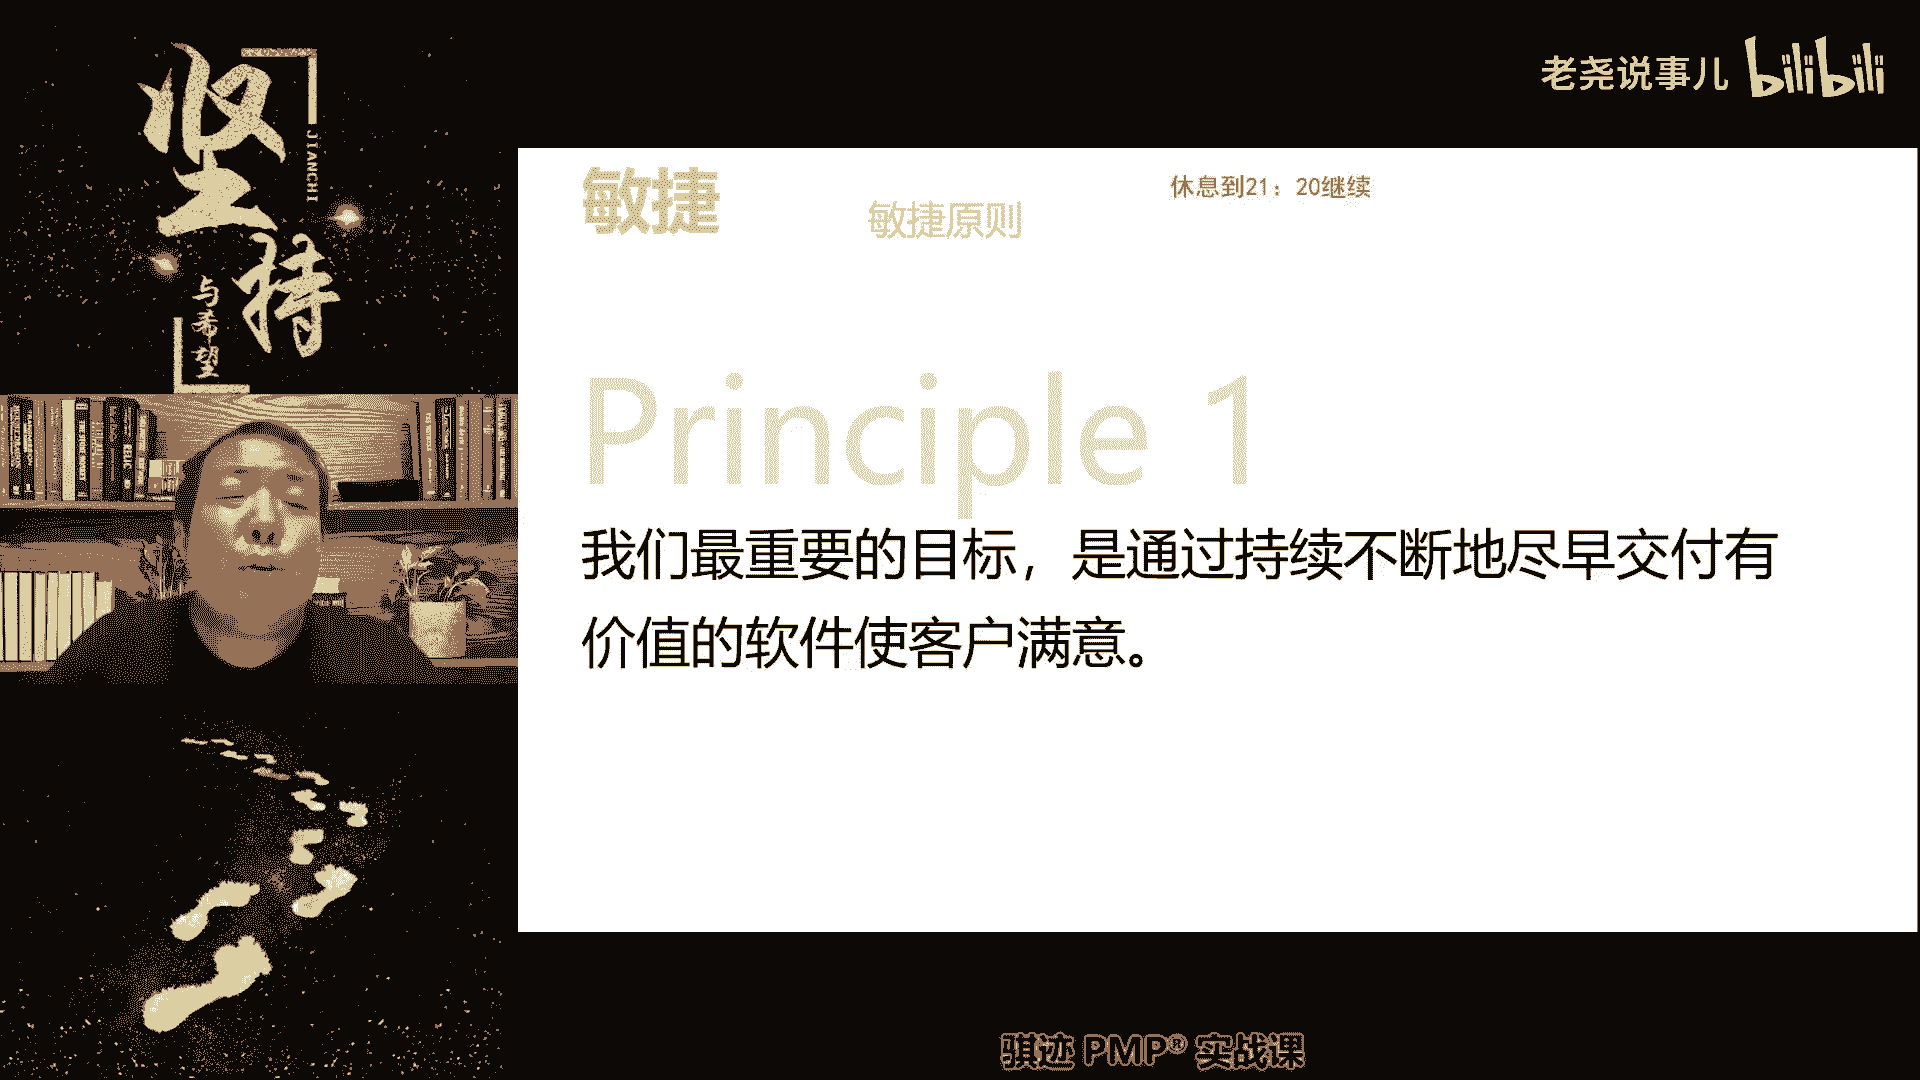 坚持
JIANCHI
与希望
老尧说事儿 bilibili
敏捷
敏捷原则
休息到21：20继续
Principle 1
我们最重要的目标，是通过持续不断地尽早交付有
价值的软件使客户满意。
骐迹 PMP® 实战课